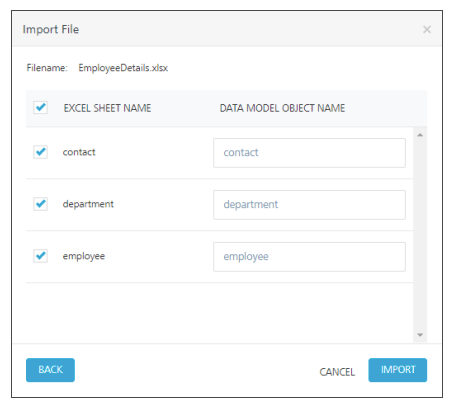 Import File
Filename: EmployeeDetails.xlsx
EXCEL SHEET NAME DATA MODEL OBJECT NAME
contact contact
department department
employee employee
BACK CANCEL IMPORT